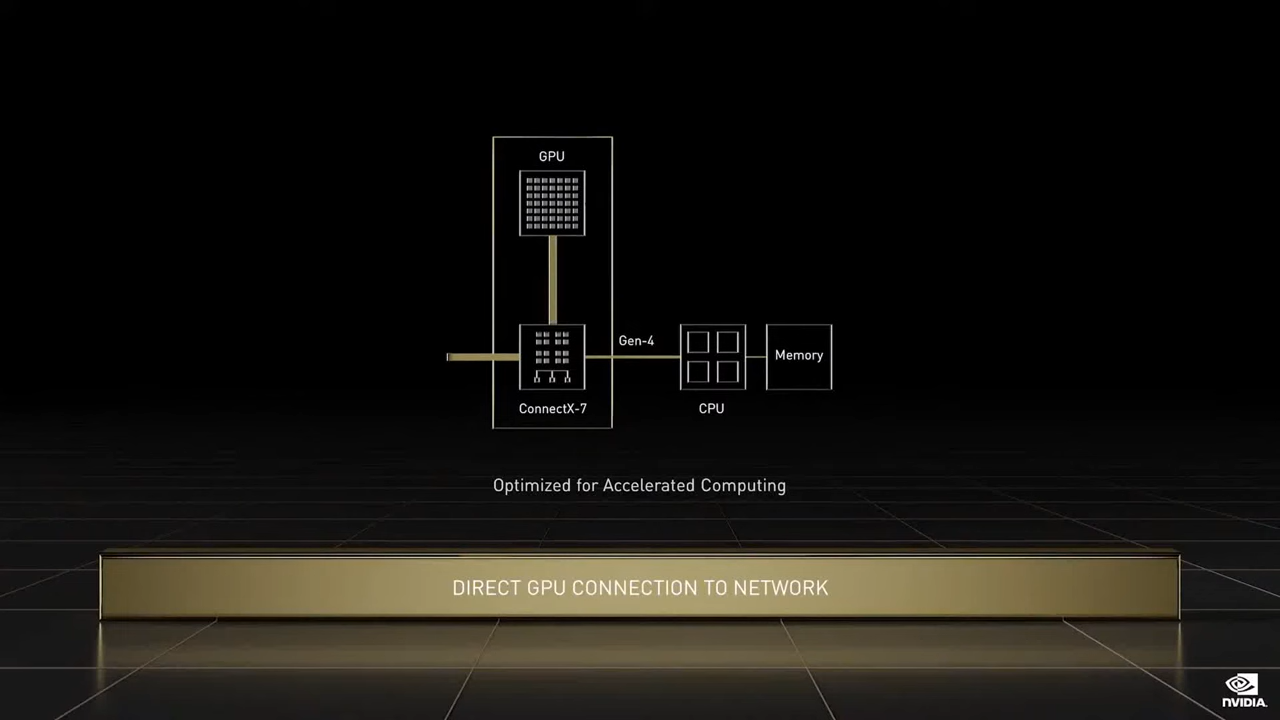 GPU
Gen-4
Memory
ConnectX-7
CPU
Optimized for Accelerated Computing
DIRECT GPU CONNECTION TO NETWORK
NVIDIA.